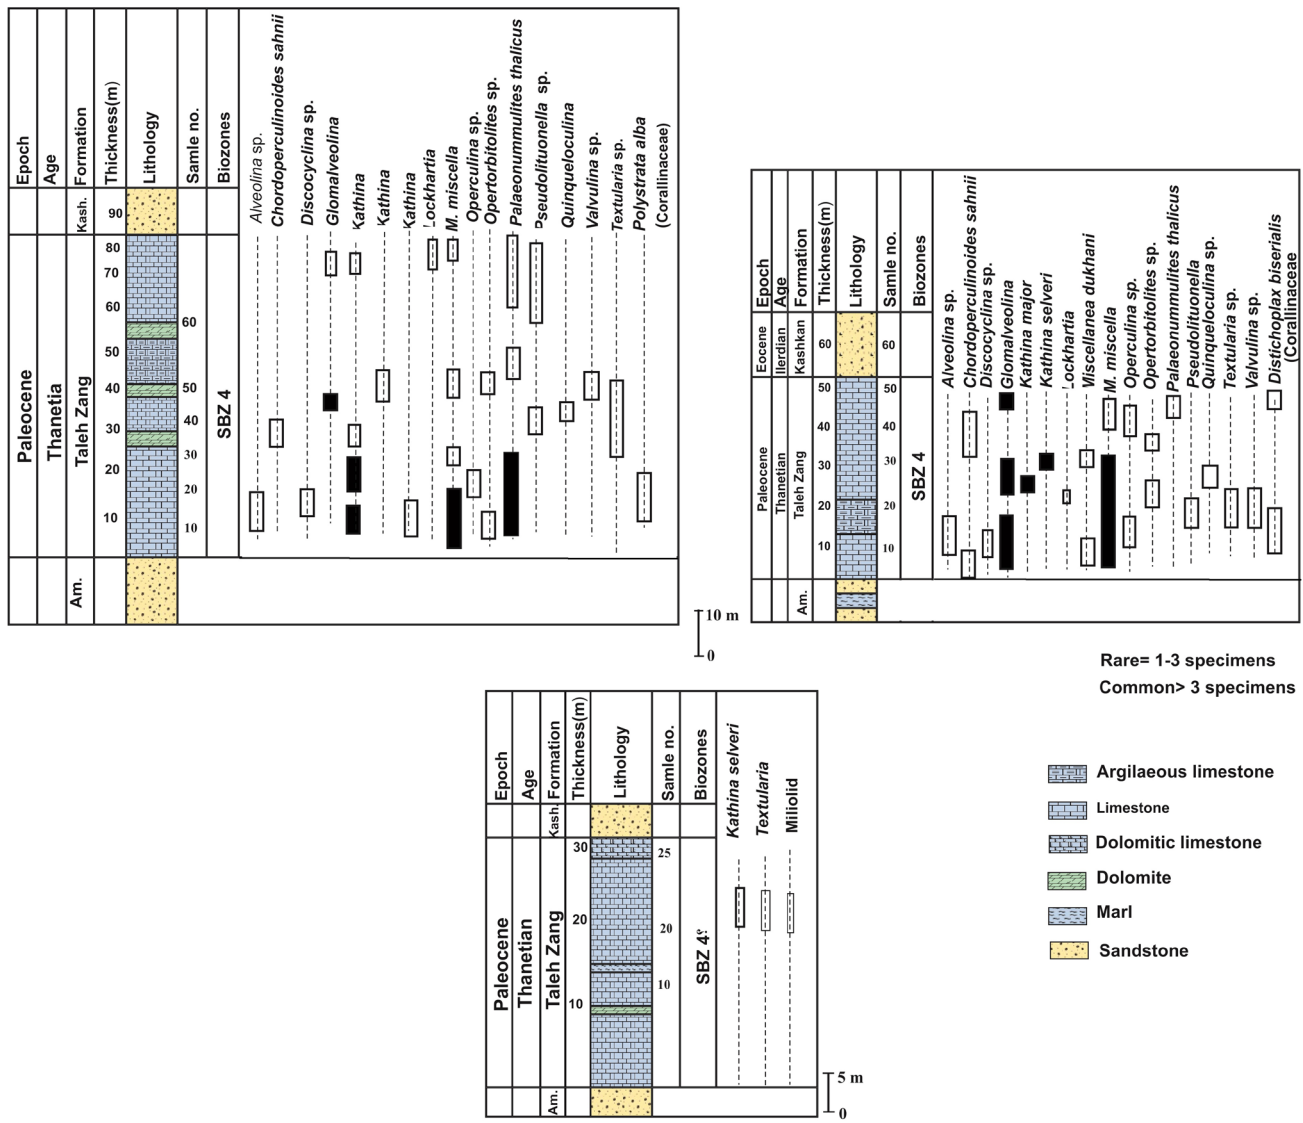 Epoch
Age
Formation
Thickness(m)
Lithology
Samle no.
Biozones
Alveolina sp.
Chordoperculinoides sahnii
Discocyclina sp.
Glomalveolina
Kathina
Kathina
Kathina
Lockhartia
M. miscella
Operculina sp.
Opertorbitolites sp.
Palaeonummulites thalicus
Pseudolituonella sp.
Quinqueloculina
Valvulina sp.
Textularia sp.
Polystrata alba
(Corallinaceae)
Kash.
90
Paleocene
Thanetia
Taleh Zang
80
70
60
50
40
30
20
10
60
50
40
30
20
10
SBZ 4
Am.
10 m
0
Epoch
Age
Formation
Thickness(m)
Lithology
Samle no.
Biozones
Alveolina sp.
Chordoperculinoides sahnii
Discocyclina sp.
Glomalveolina
Kathina major
Kathina selveri
Lockhartia
Miscellanea dukhani
M. miscella
Operculina sp.
Opertorbitolites sp.
Palaeonummulites thalicus
Pseudolituonella
Quinqueloculina sp.
Textularia sp.
Valvulina sp.
Distichoplax biserialis
(Corallinaceae
Eocene
Ilerdian
Kashkan
60
60
Paleocene
Thanetian
Taleh Zang
50
40
30
20
10
50
40
30
20
10
SBZ 4
Am.
Rare= 1-3 specimens
Common> 3 specimens
Epoch
Age
Formation
Thickness(m)
Lithology
Samle no.
Biozones
Kathina selveri
Textularia
Miliolid
Kash.
Paleocene
Thanetian
Taleh Zang
30
20
10
25
20
10
SBZ 4؟
Am.
5 m
0
Argilaeous limestone
Limestone
Dolomitic limestone
Dolomite
Marl
Sandstone